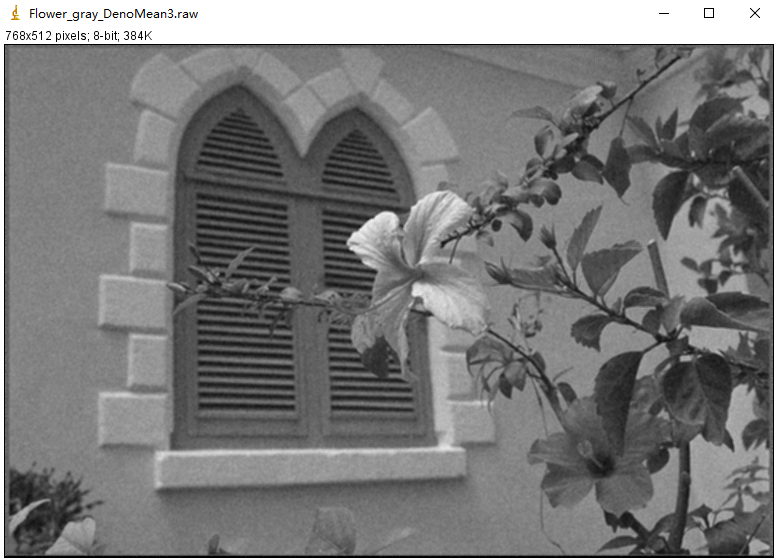 Flower_gray_DenoMean3.raw
768x512 pixels; 8-bit; 384K